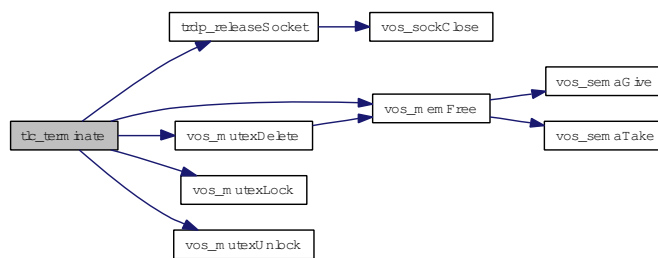 trdp_releaseSocket
vos_sockClose
vos_semaGive
vos_memFree
tlc_terminate
vos_mutexDelete
vos_semaTake
vos_mutexLock
vos_mutexUnlock